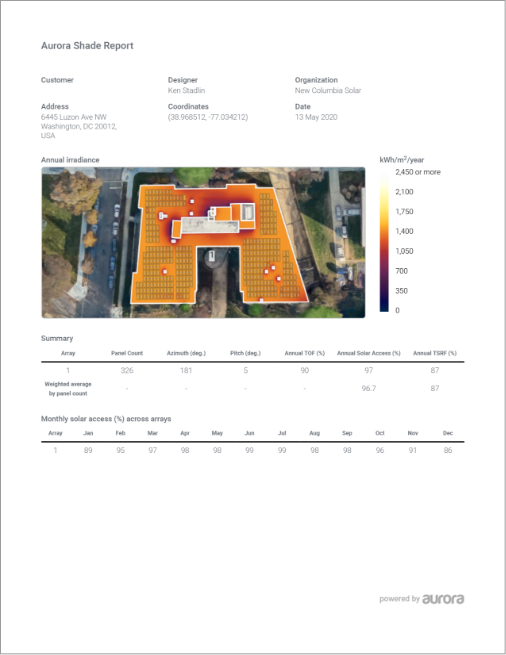 Aurora Shade Report
Customer Designer Organization
Ken Stadlin New Columbia Solar
Address Coordinates Date
6445 Luzon Ave NW (38.968512, -77.034212) 13 May 2020
Washington, DC 20012,
USA
Annual irradiance kWh/m²/year
2,450 or more
2,100
1,750
1,400
1,050
700
350
0
1
Summary
Array Panel Count Azimuth (deg.) Pitch (deg.) Annual TOF (%) Annual Solar Access (%) Annual TSRF (%)
1 326 181 5 90 97 87
Weighted average
by panel count - - - - 96.7 87
Monthly solar access (%) across arrays
Array Jan Feb Mar Apr May Jun Jul Aug Sep Oct Nov Dec
1 89 95 97 98 98 99 99 98 98 96 91 86
powered by aurora